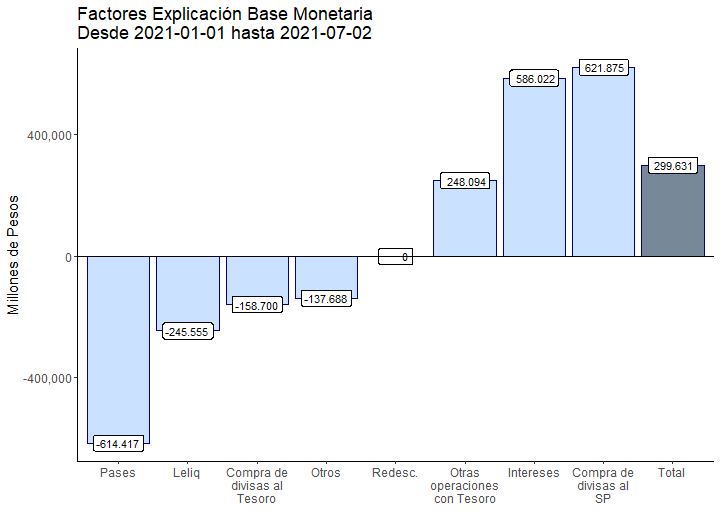 Factores Explicación Base Monetaria
Desde 2021-01-01 hasta 2021-07-02
Millones de Pesos
400,000
0
-400,000
-614.417
-245.555
-158.700
-137.688
0
248.094
586.022
621.875
299.631
Pases
Leliq
Compra de
divisas al
Tesoro
Otros
Redesc.
Otras
operaciones
con Tesoro
Intereses
Compra de
divisas al
SP
Total